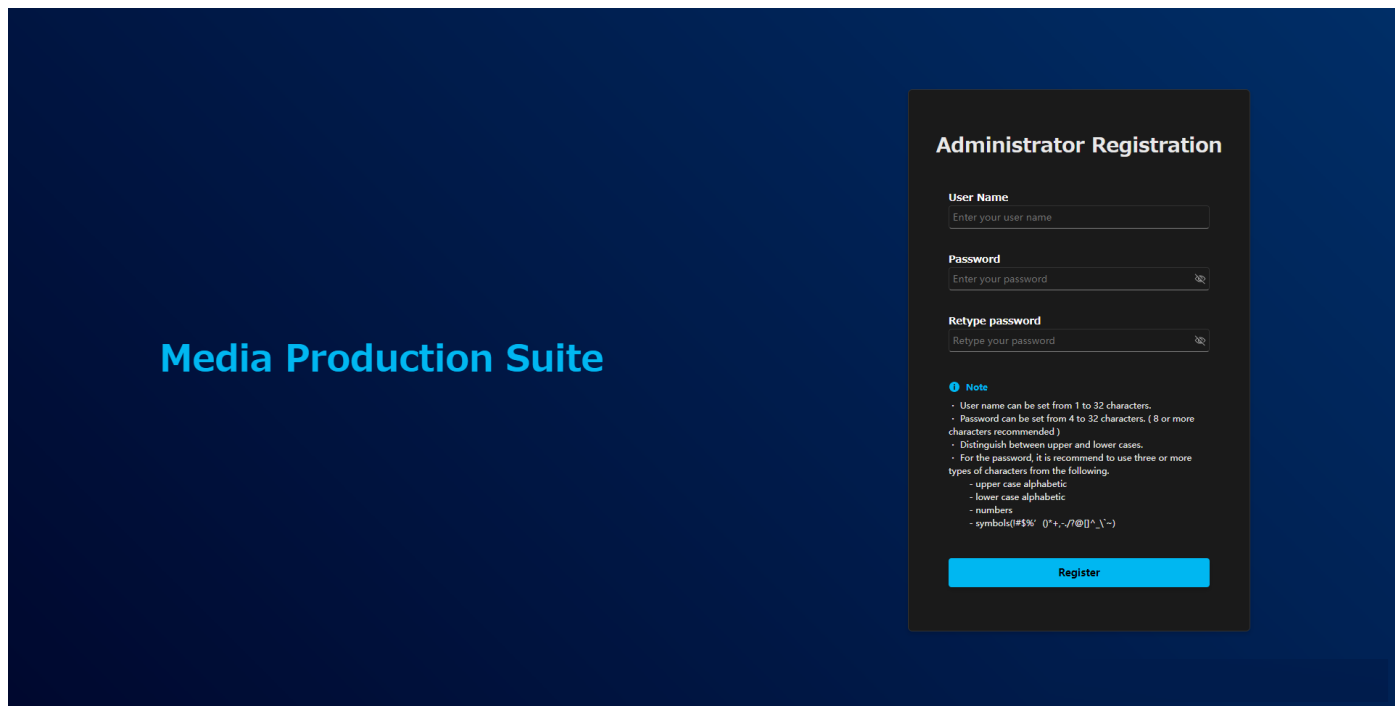 Media Production Suite
Administrator Registration
User Name
Enter your user name
Password
Enter your password
Retype password
Retype your password
Note
・ User name can be set from 1 to 32 characters.
・ Password can be set from 4 to 32 characters. ( 8 or more
characters recommended )
・ Distinguish between upper and lower cases.
・ For the password, it is recommend to use three or more
types of characters from the following.
- upper case alphabetic
- lower case alphabetic
- numbers
- symbols(!#$%' ()*+,-./?@[]^_\`~)
Register